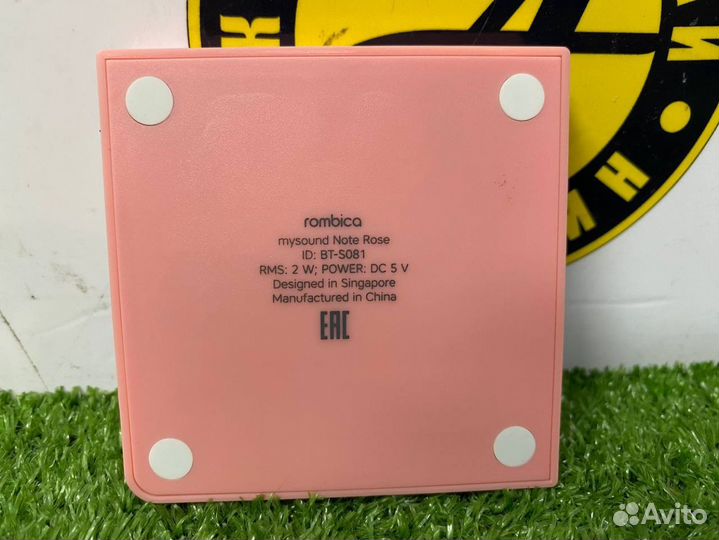 rombica
mysound Note Rose
ID: BT-S081
RMS: 2 W; POWER: DC 5 V
Designed in Singapore
Manufactured in China
EAC
Avito